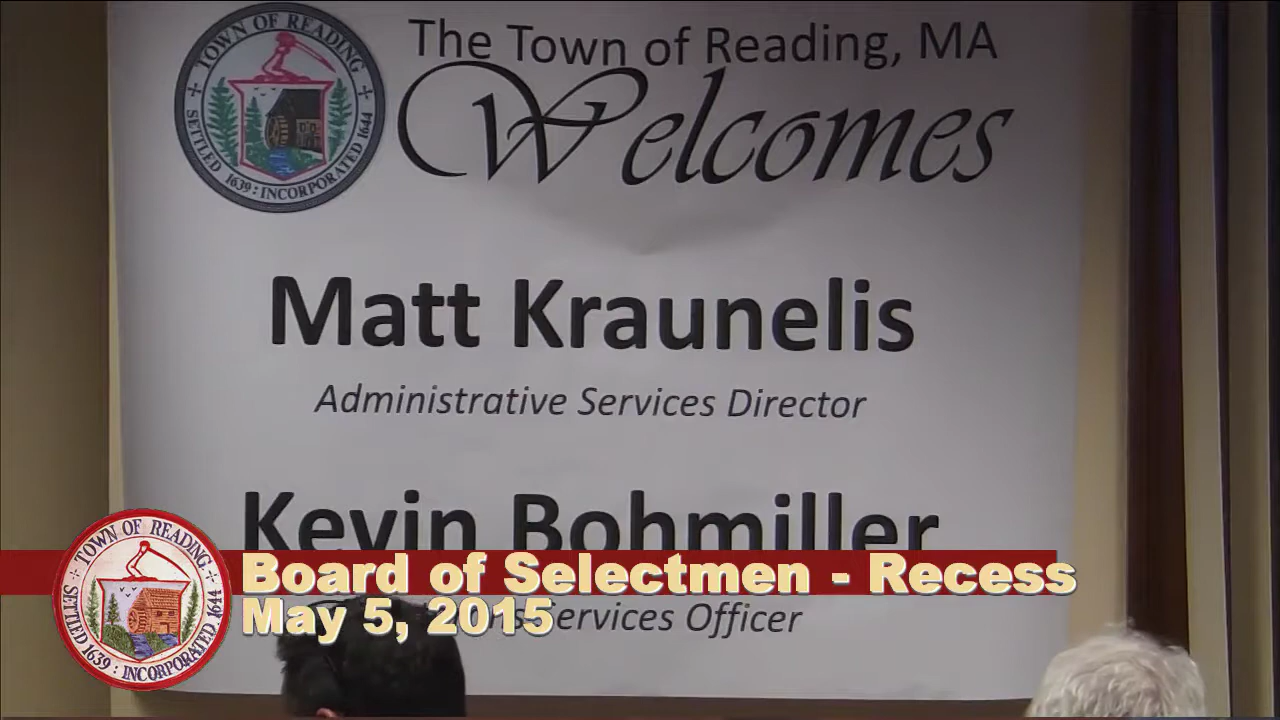 TOWN OF READING
SETTLED 1639 : INCORPORATED 1644
The Town of Reading, MA
Welcomes
Matt Kraunelis
Administrative Services Director
Kevin Bohmiller
Services Officer
TOWN OF READING
SETTLED 1639 : INCORPORATED 1644
Board of Selectmen - Recess
May 5, 2015